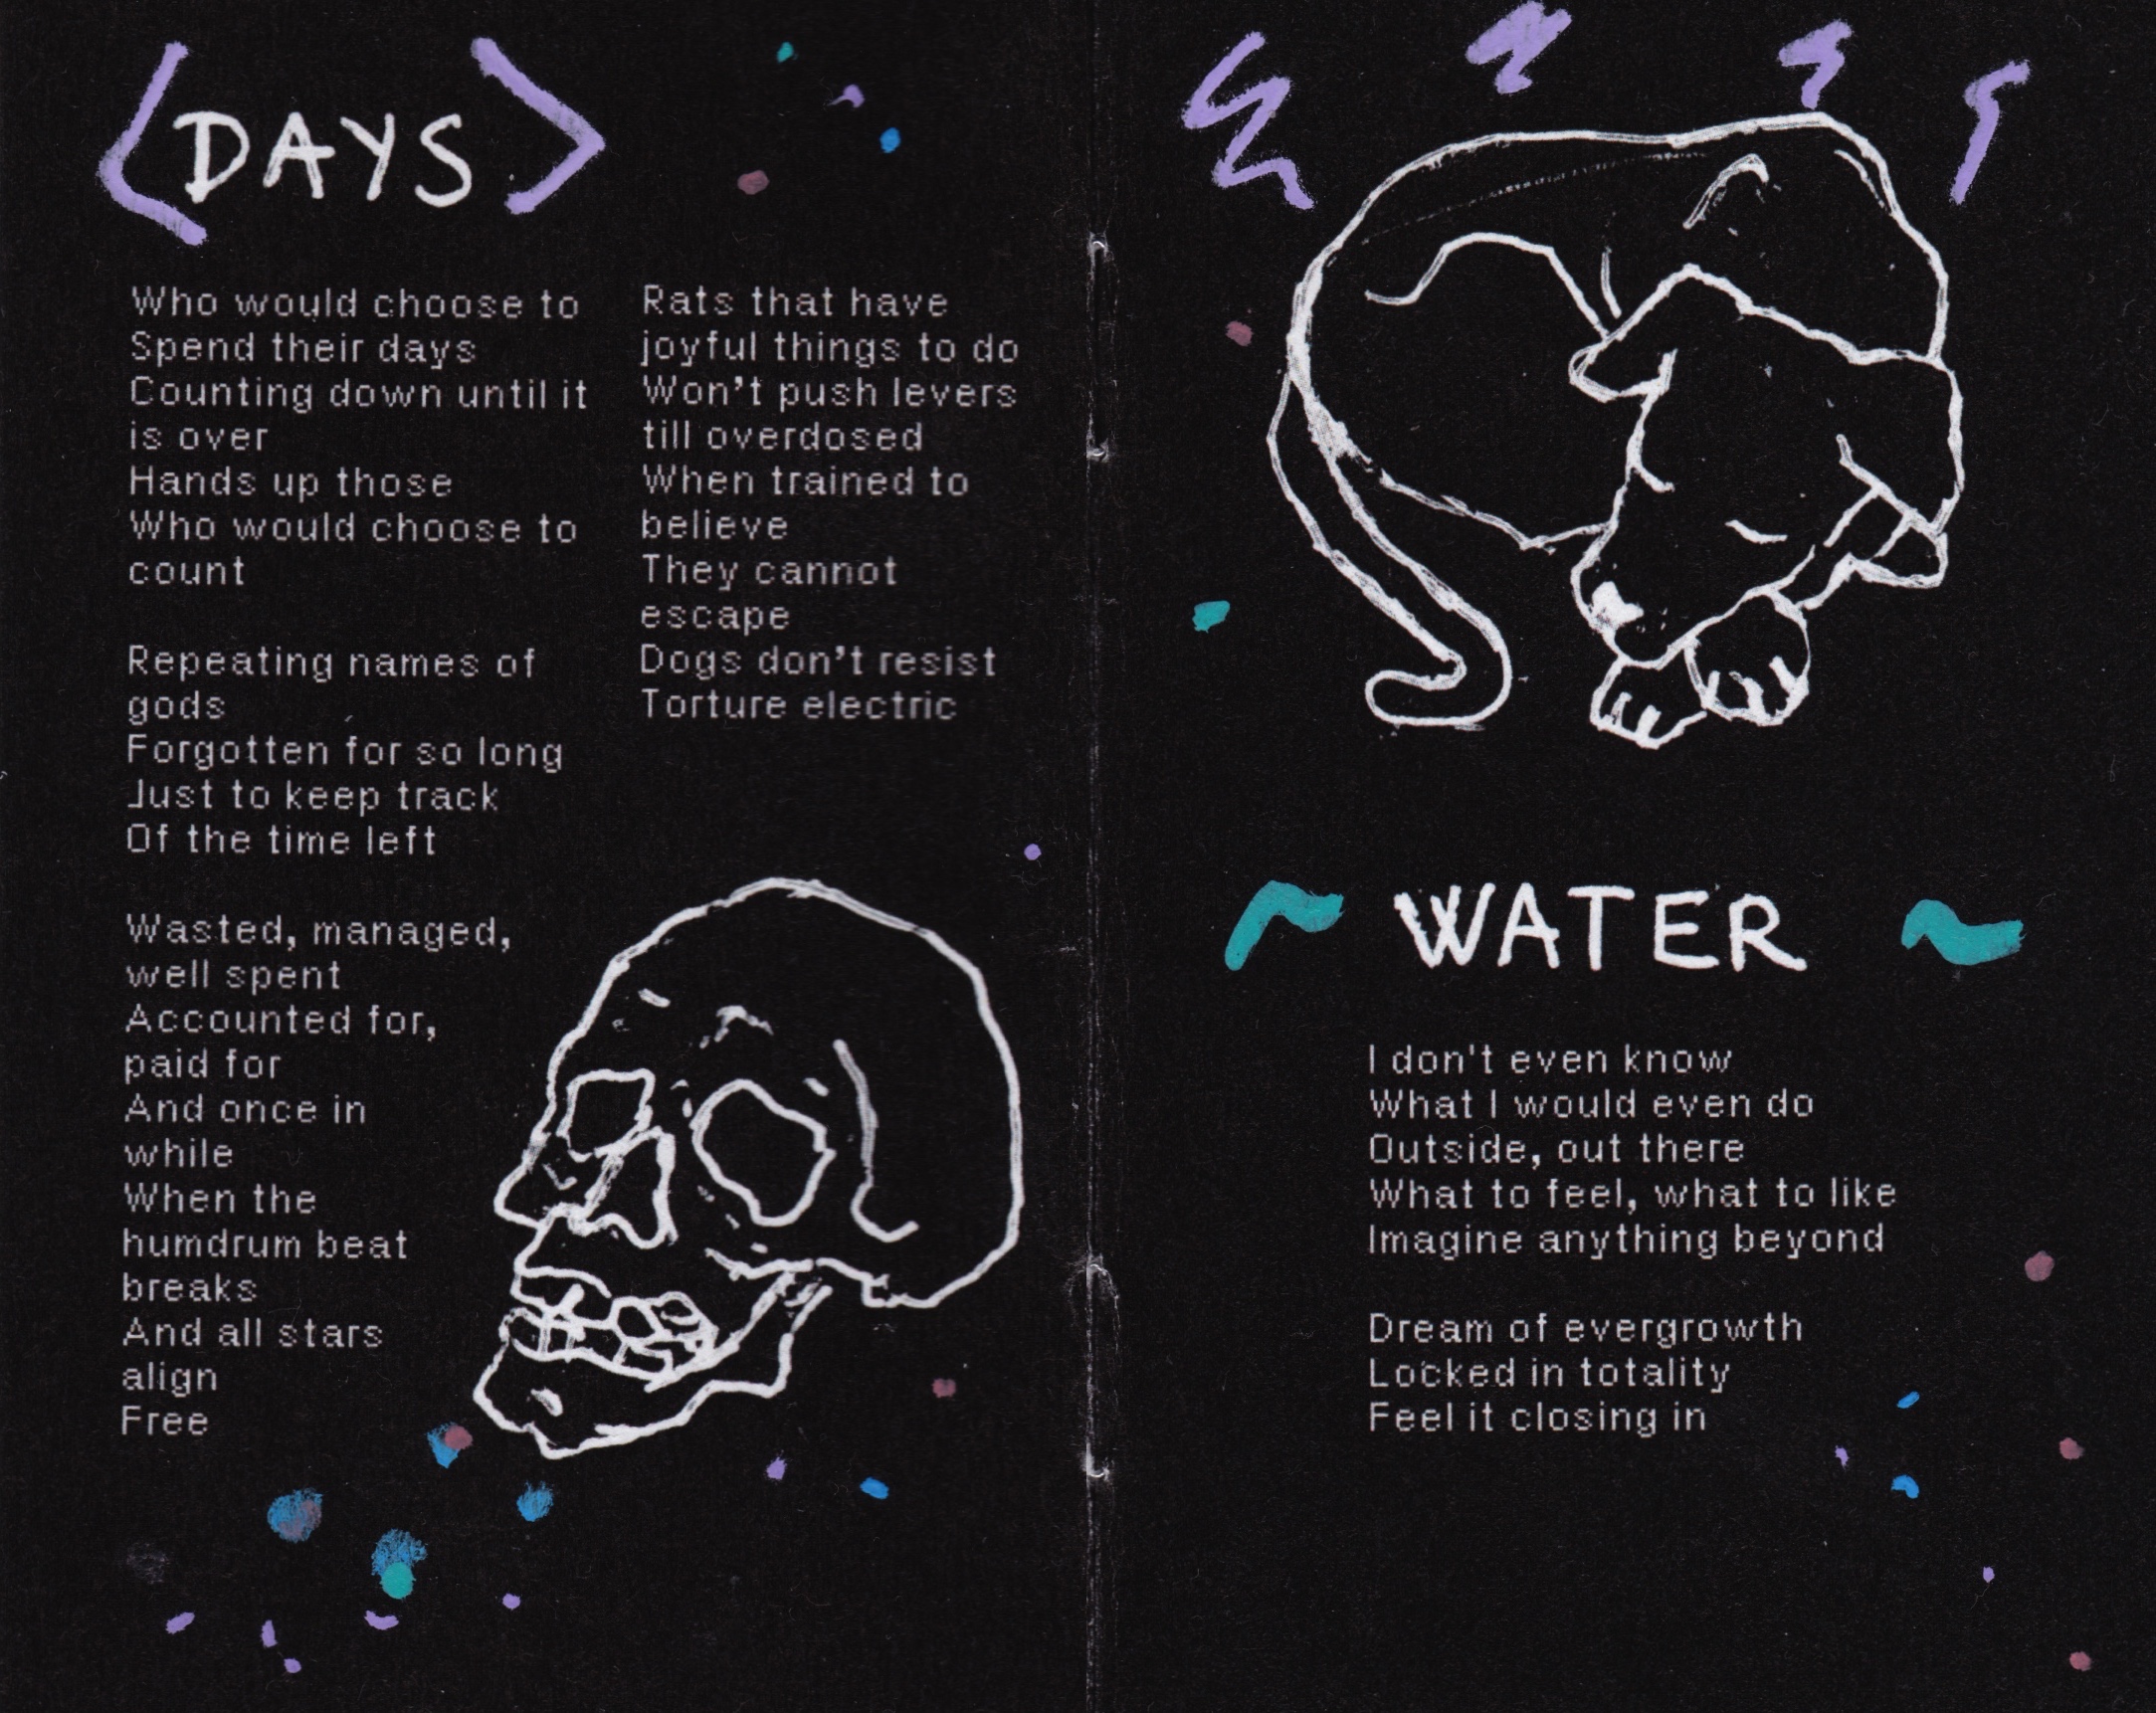 DAYS
Who would choose to
Spend their days
Counting down until it
is over
Hands up those
Who would choose to
count
Repeating names of
gods
Forgotten for so long
Just to keep track
Of the time left
Wasted, managed,
well spent
Accounted for,
paid for
And once in
while
When the
humdrum beat
breaks
And all stars
align
Free
Rats that have
joyful things to do
Won't push levers
till overdosed
When trained to
believe
They cannot
escape
Dogs don't resist
Torture electric
WATER
I don't even know
What I would even do
Outside, out there
What to feel, what to like
Imagine anything beyond
Dream of evergrowth
Locked in totality
Feel it closing in